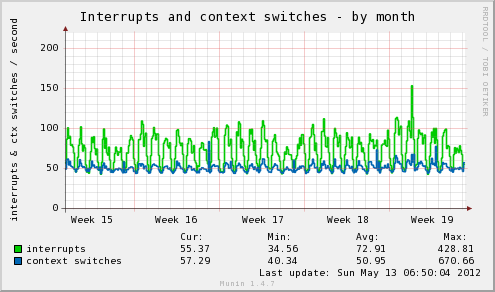 Interrupts and context switches - by month
RRDTOOL / TOBI OETIKER
interrupts & ctx switches / second
200
150
100
50
0
Week 15 Week 16 Week 17 Week 18 Week 19
Cur: Min: Avg: Max:
interrupts 55.37 34.56 72.91 428.81
context switches 57.29 40.34 50.95 670.66
Last update: Sun May 13 06:50:04 2012
Munin 1.4.7